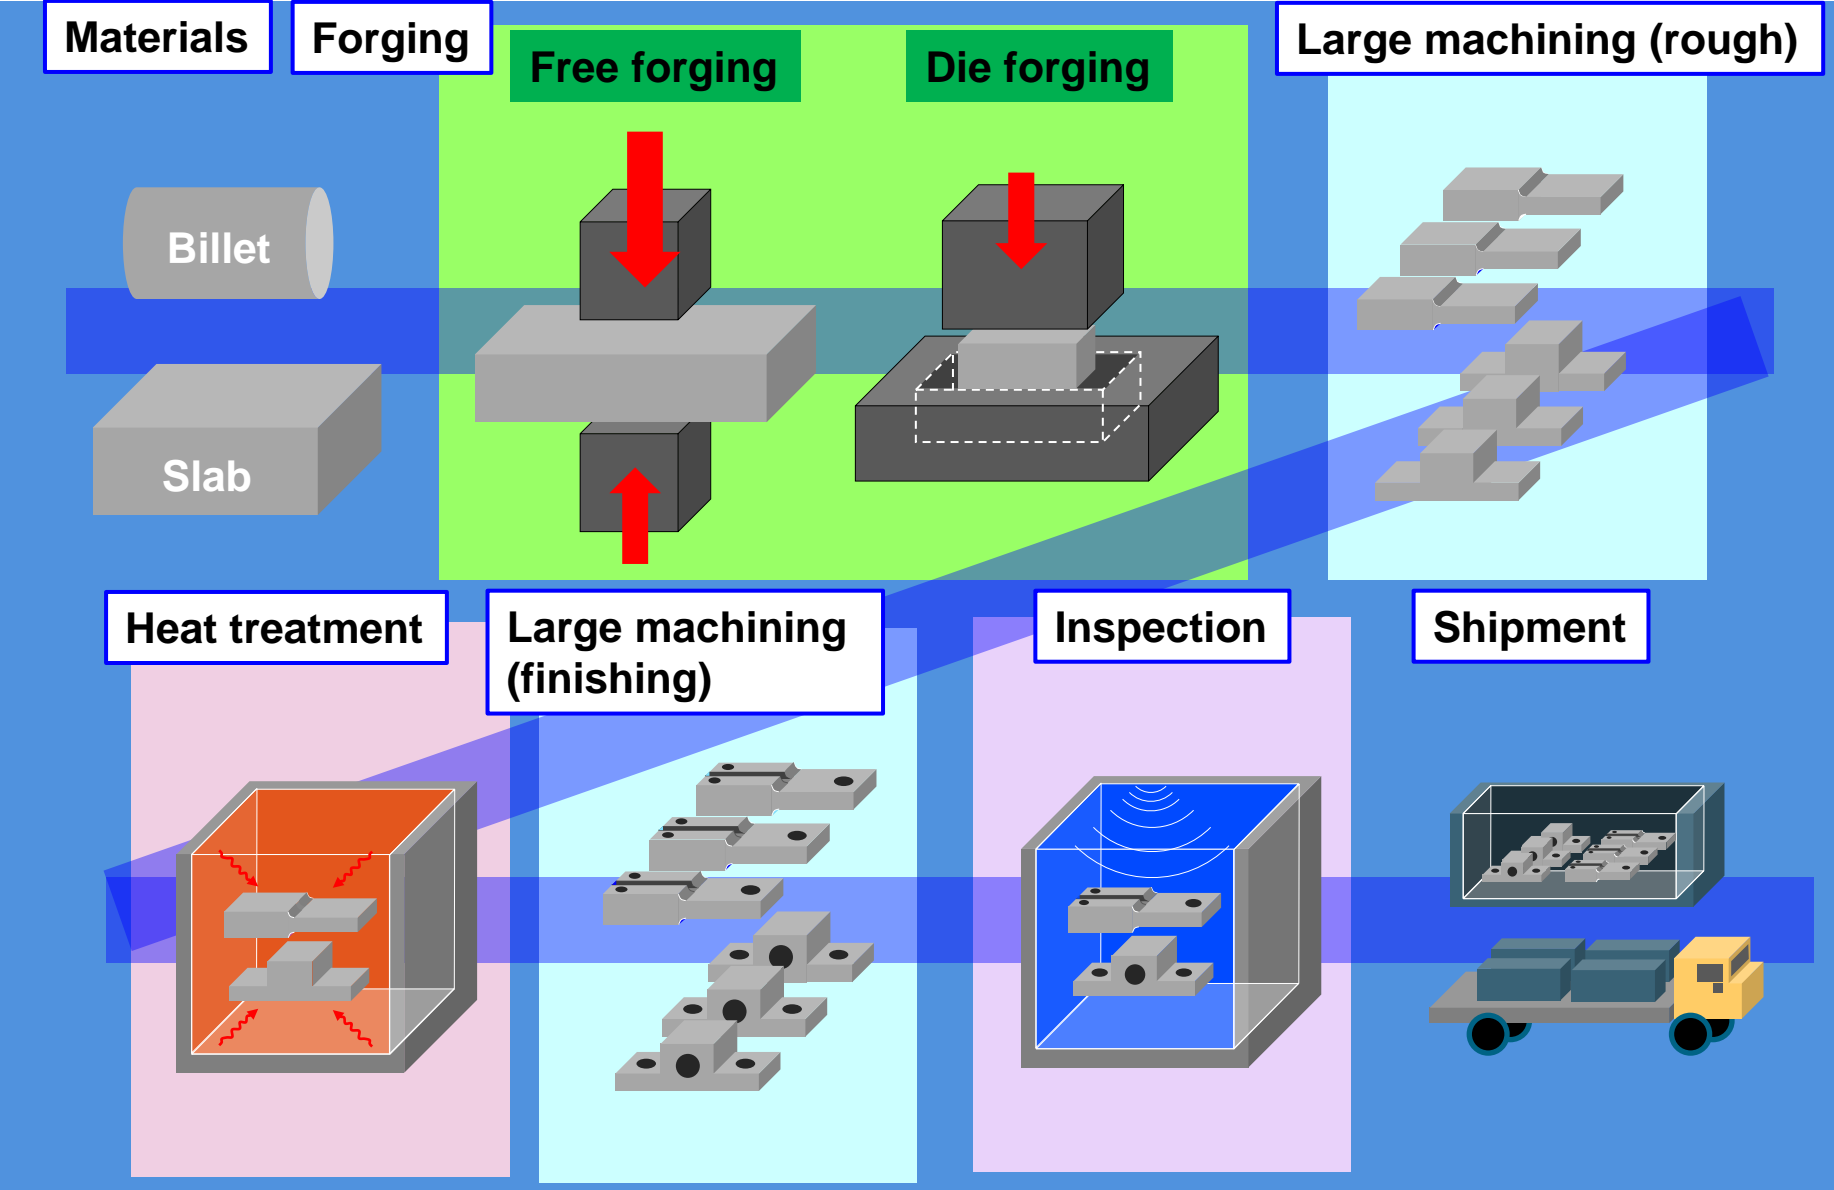 Materials
Forging
Free forging
Die forging
Large machining (rough)
Billet
Slab
Heat treatment
Large machining
(finishing)
Inspection
Shipment